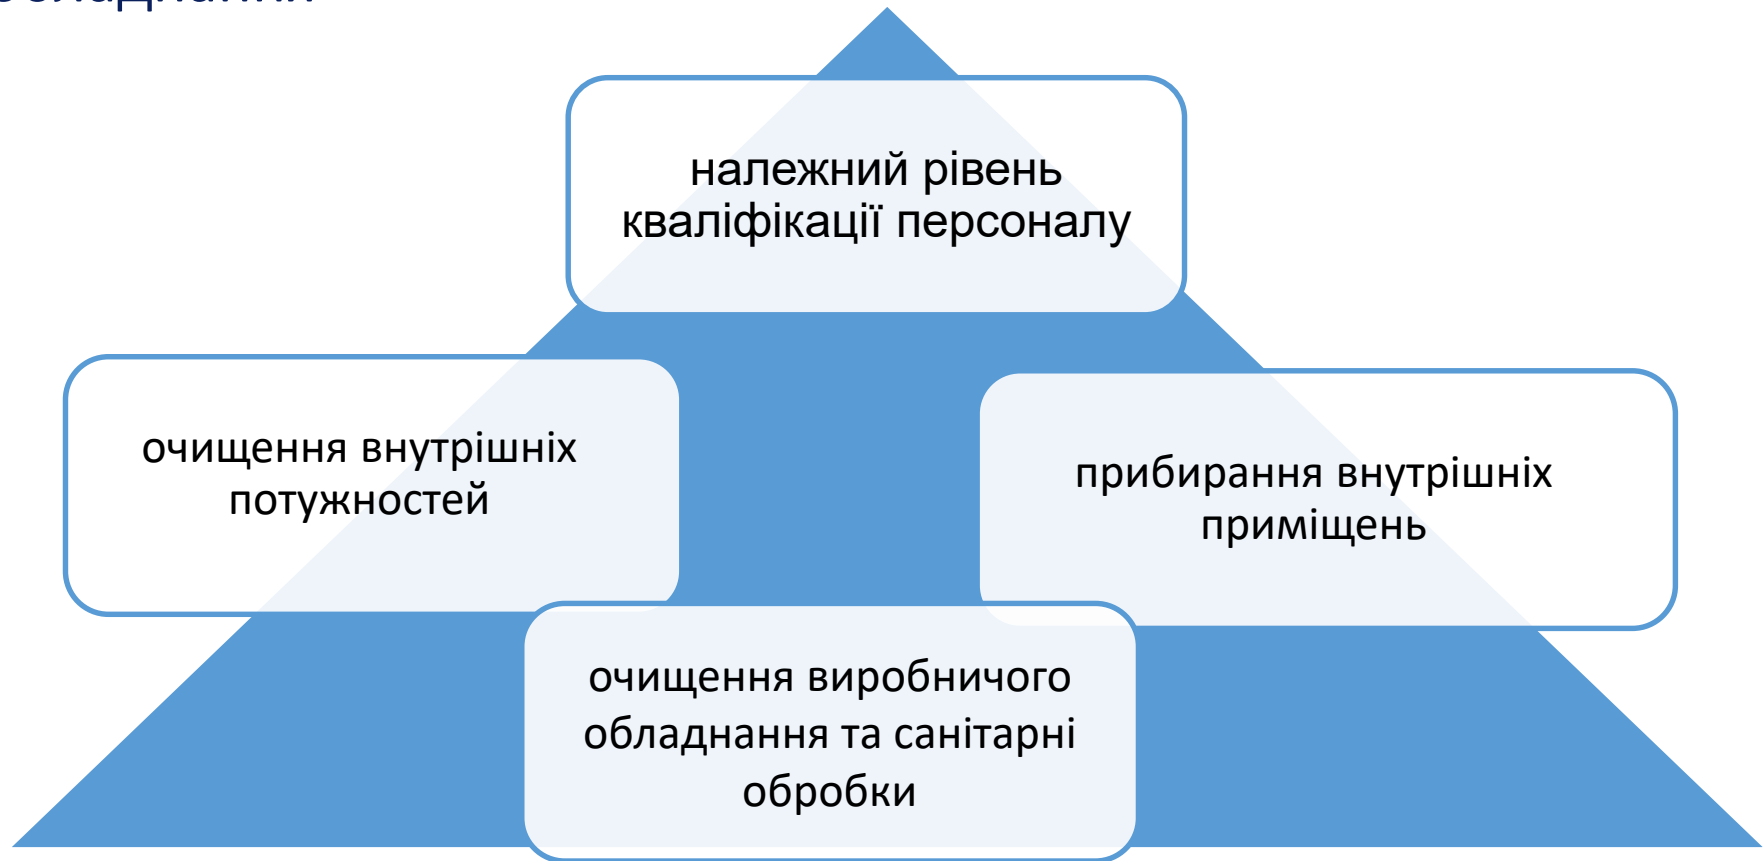 належний рівень
кваліфікації персоналу
очищення внутрішніх
потужностей
прибирання внутрішніх
приміщень
очищення виробничого
обладнання та санітарні
обробки